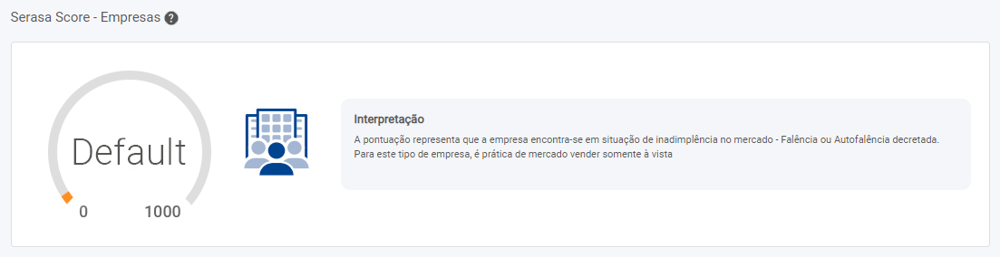 Serasa Score - Empresas ?
Default
0
1000
Interpretação
A pontuação representa que a empresa encontra-se em situação de inadimplência no mercado - Falência ou Autofalência decretada.
Para este tipo de empresa, é prática de mercado vender somente à vista